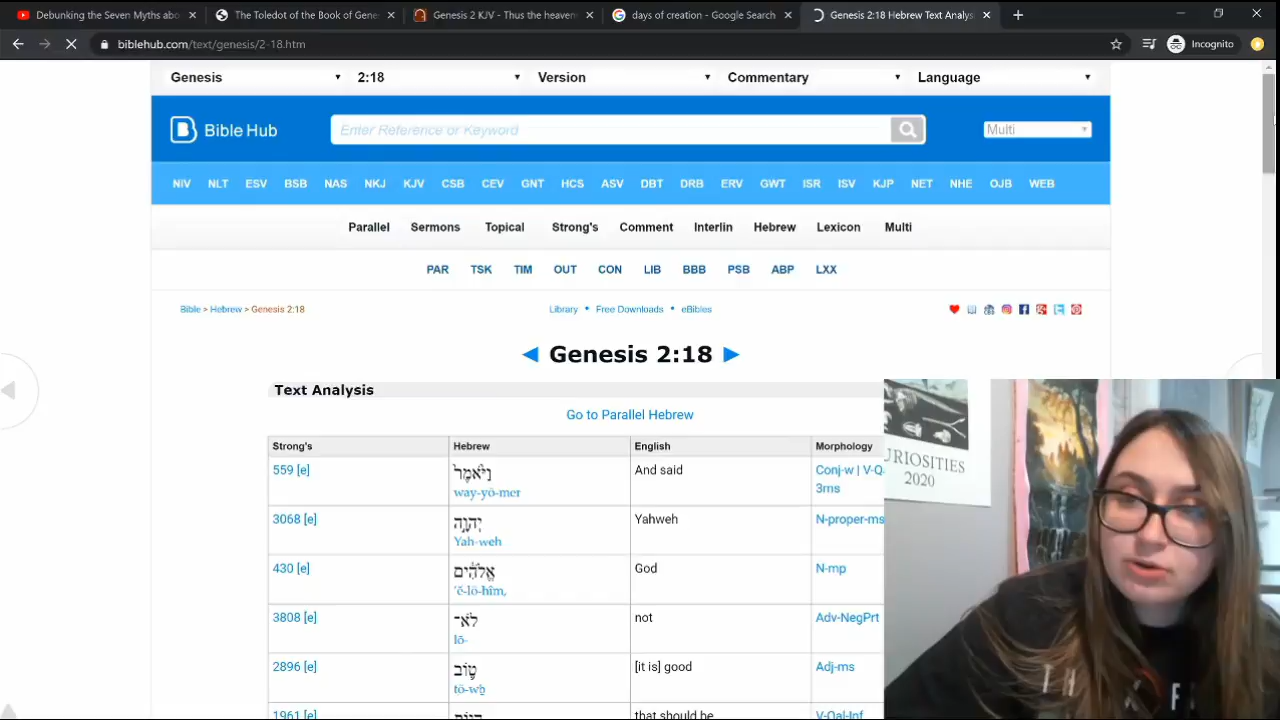 Debunking the Seven Myths abo
The Toledot of the Book of Gene
Genesis 2 KJV - Thus the heaven
days of creation - Google Search
Genesis 2:18 Hebrew Text Analys
biblehub.com/text/genesis/2-18.htm
Incognito
Genesis 2:18 Version Commentary Language
Bible Hub
Enter Reference or Keyword
Multi
NIV NLT ESV BSB NAS NKJ KJV CSB CEV GNT HCS ASV DBT DRB ERV GWT ISR ISV KJP NET NHE OJB WEB
Parallel Sermons Topical Strong's Comment Interlin Hebrew Lexicon Multi
PAR TSK TIM OUT CON LIB BBB PSB ABP LXX
Bible > Hebrew > Genesis 2:18
Library • Free Downloads • eBibles
◄ Genesis 2:18 ►
Text Analysis
Go to Parallel Hebrew
Strong's Hebrew English Morphology
559 [e] וַיֹּ֙אמֶר֙ And said Conj-w | V-Q
way-yō-mer 3ms
3068 [e] יְהוָ֣ה Yahweh N-proper-ms
Yah-weh
430 [e] אֱלֹהִ֔ים God N-mp
’ĕ-lō-hîm,
3808 [e] לֹא־ not Adv-NegPrt
lō-
2896 [e] ט֛וֹב [it is] good Adj-ms
ṭō-wḇ
1961 [e] הֱי֥וֹת that should be V-Qal-Inf
URIOSITIES
2020